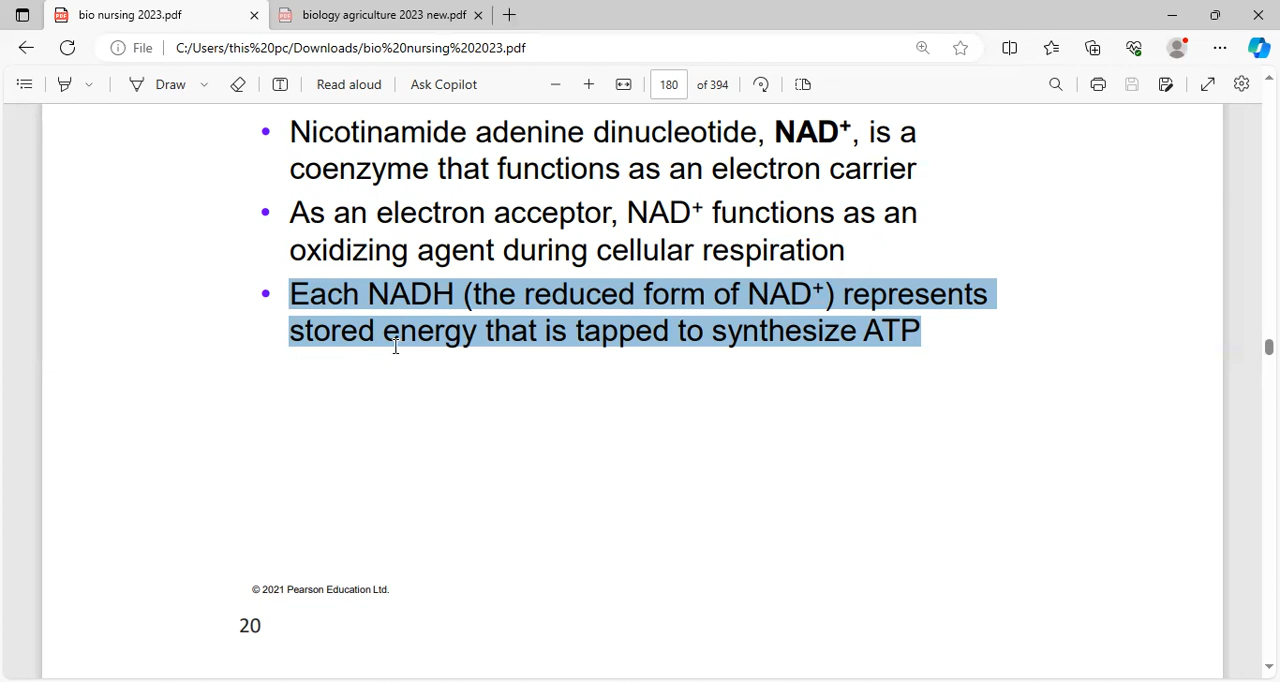 bio nursing 2023.pdf
biology agriculture 2023 new.pdf
File
C:/Users/this%20pc/Downloads/bio%20nursing%202023.pdf
Draw
Read aloud
Ask Copilot
180 of 394
• Nicotinamide adenine dinucleotide, NAD⁺, is a
coenzyme that functions as an electron carrier
• As an electron acceptor, NAD⁺ functions as an
oxidizing agent during cellular respiration
• Each NADH (the reduced form of NAD⁺) represents
stored energy that is tapped to synthesize ATP
© 2021 Pearson Education Ltd.
20